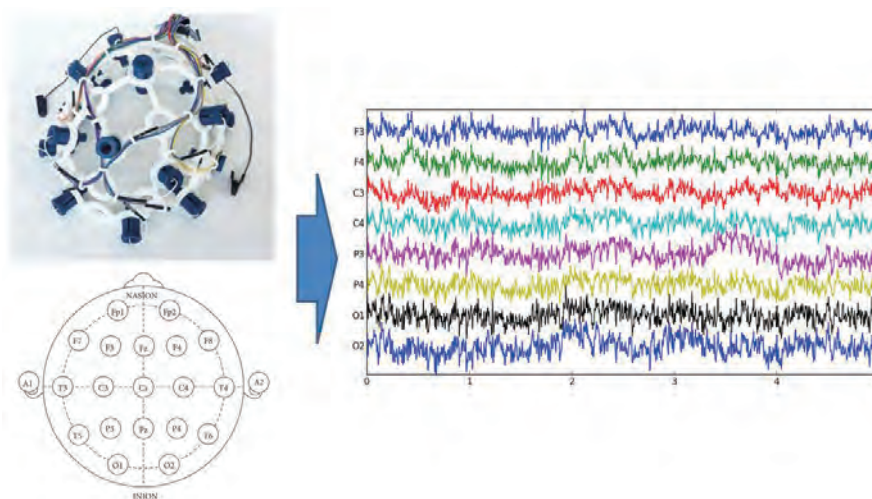 NASION
Fp1 Fp2
F7 F3 Fz F4 F8
A1 T3 C3 Cz C4 T4 A2
T5 P3 Pz P4 T6
O1 O2
INION
F3
F4
C3
C4
P3
P4
O1
O2
0 1 2 3 4